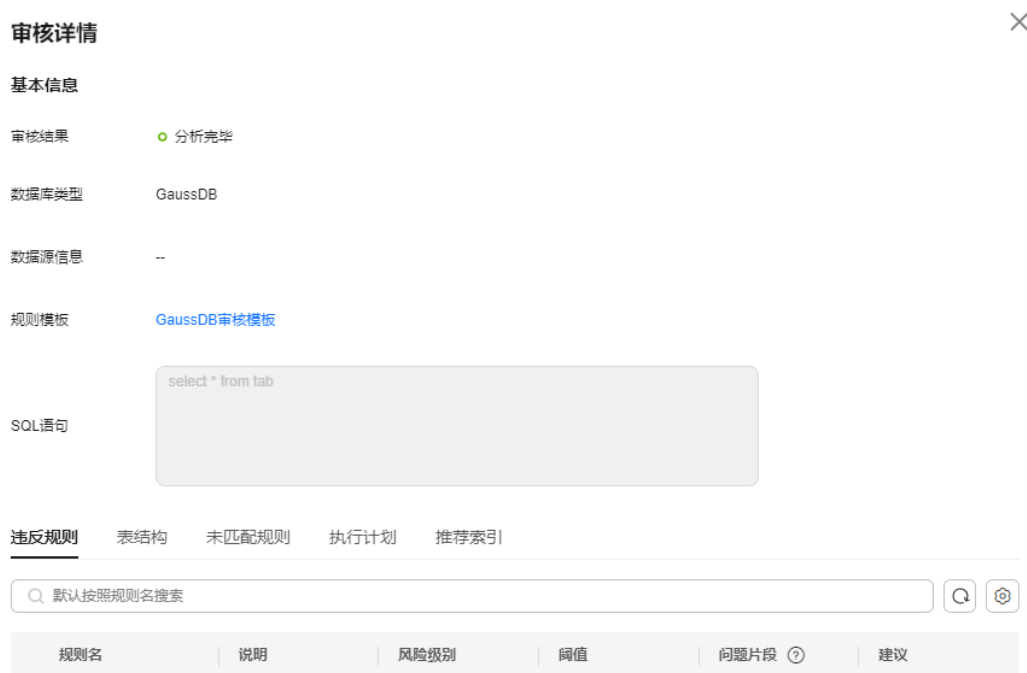 审核详情
基本信息
审核结果 分析完毕
数据库类型 GaussDB
数据源信息 --
规则模板 GaussDB审核模板
select * from tab
SQL语句
违反规则 表结构 未匹配规则 执行计划 推荐索引
默认按照规则名搜索
规则名 说明 风险级别 阈值 问题片段 ? 建议